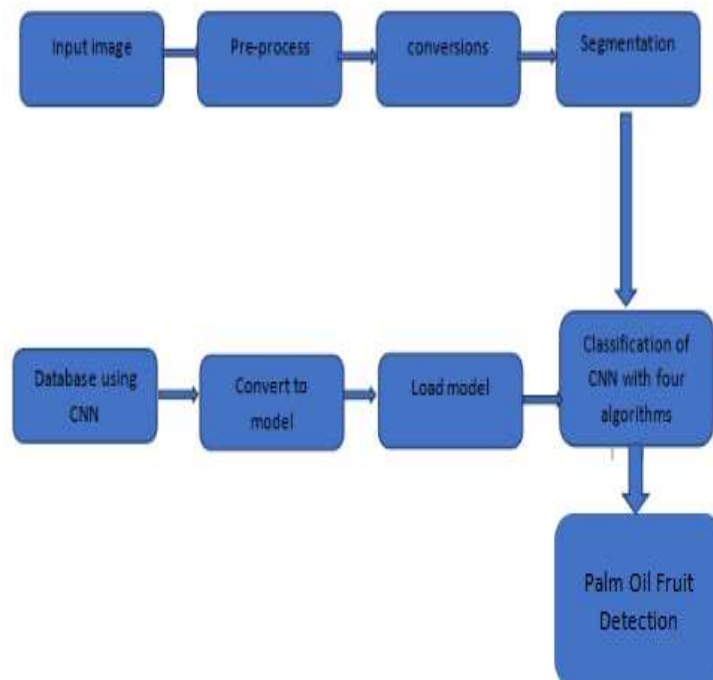 Input image
Pre-process
conversions
Segmentation
Database using
CNN
Convert to
model
Load model
Classification of
CNN with four
algorithms
Palm Oil Fruit
Detection